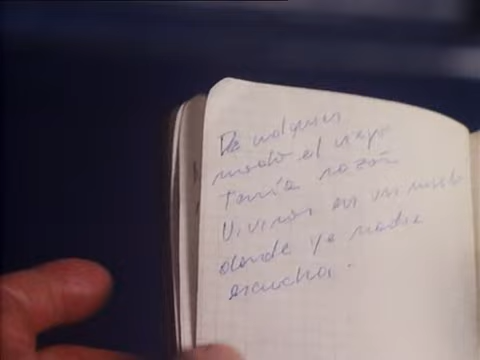 De cualquier
modo el viejo
tenía razón
Vivimos en un mundo
donde ya nadie
escucha.